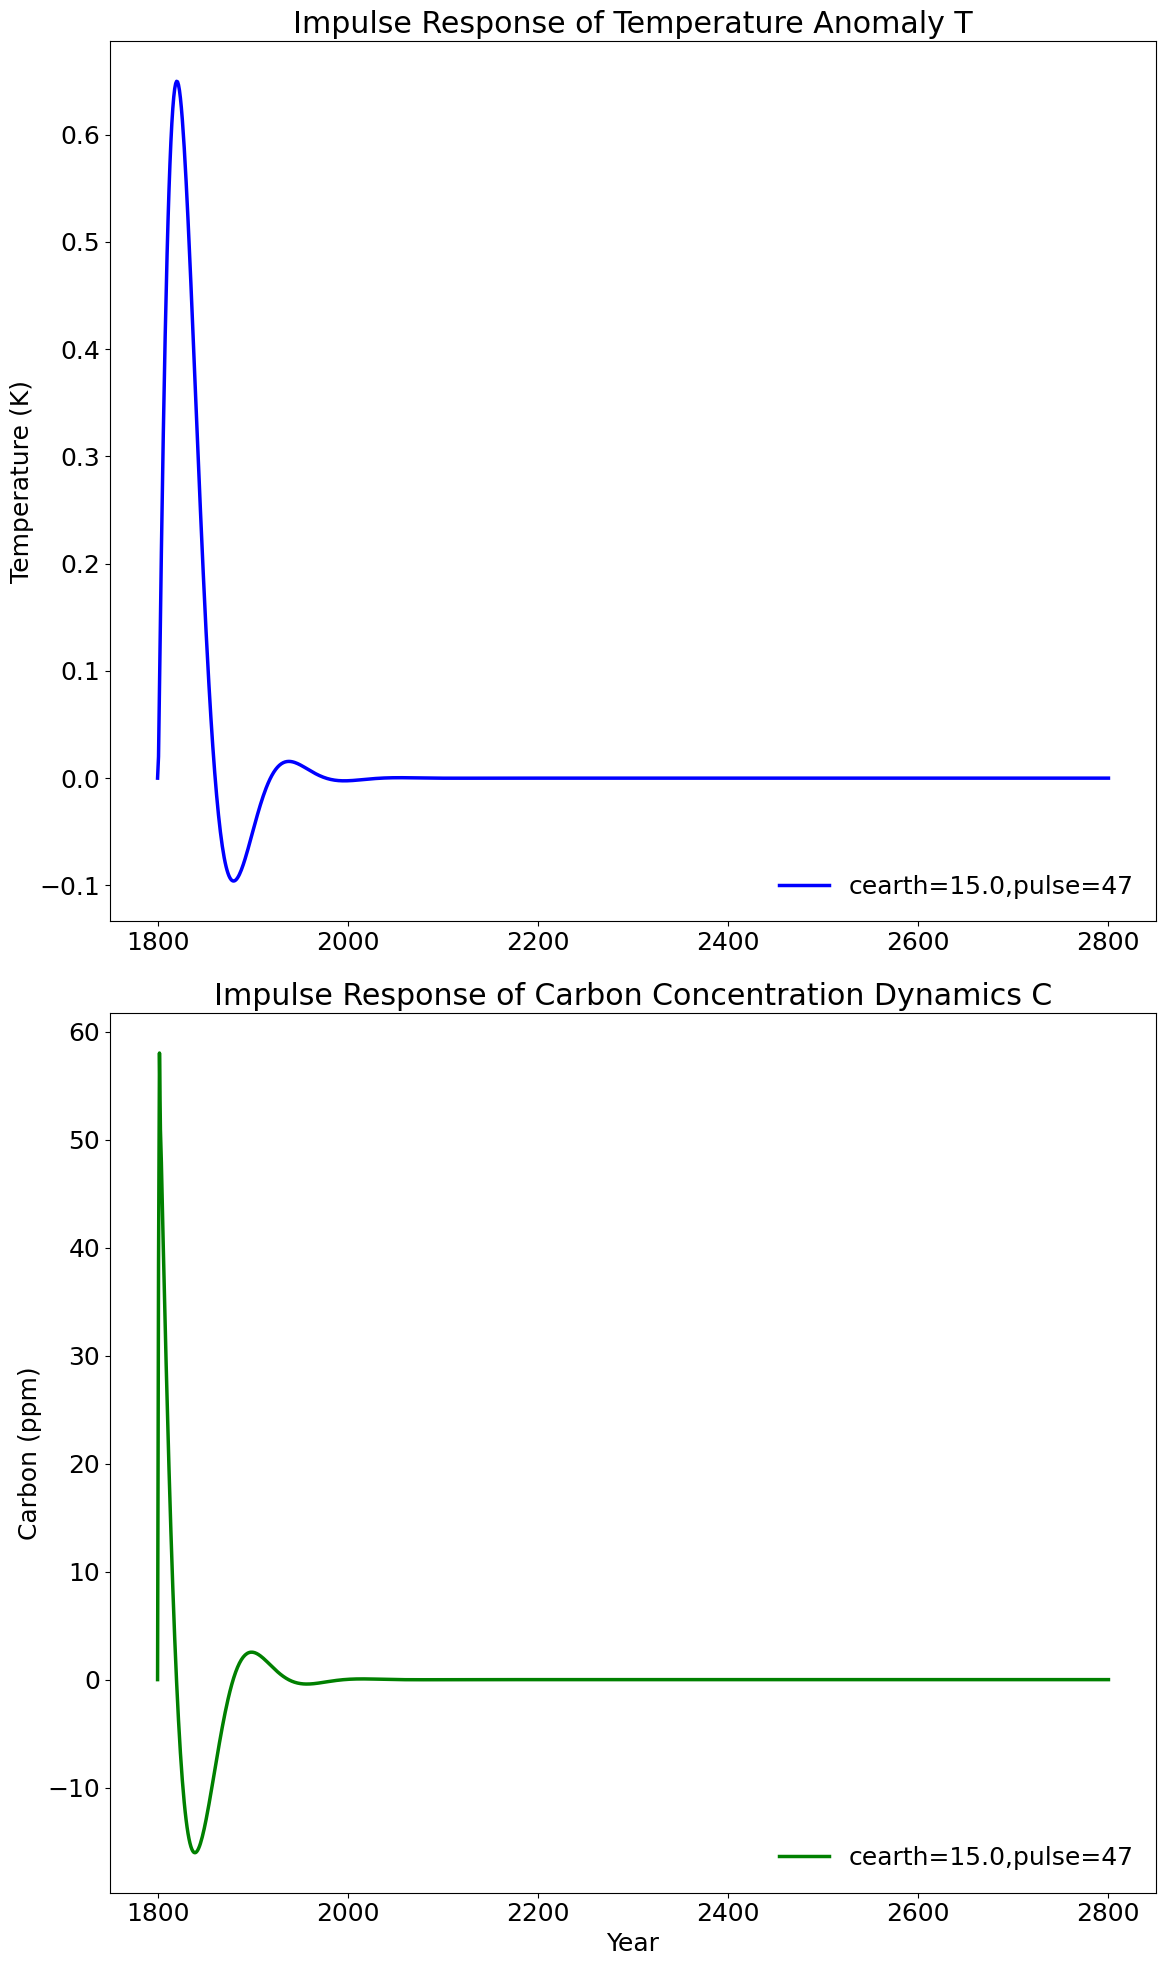 Impulse Response of Temperature Anomaly T
Temperature (K)
0.6
0.5
0.4
0.3
0.2
0.1
0.0
−0.1
cearth=15.0,pulse=47
1800 2000 2200 2400 2600 2800
Impulse Response of Carbon Concentration Dynamics C
Carbon (ppm)
60
50
40
30
20
10
0
−10
cearth=15.0,pulse=47
1800 2000 2200 2400 2600 2800
Year